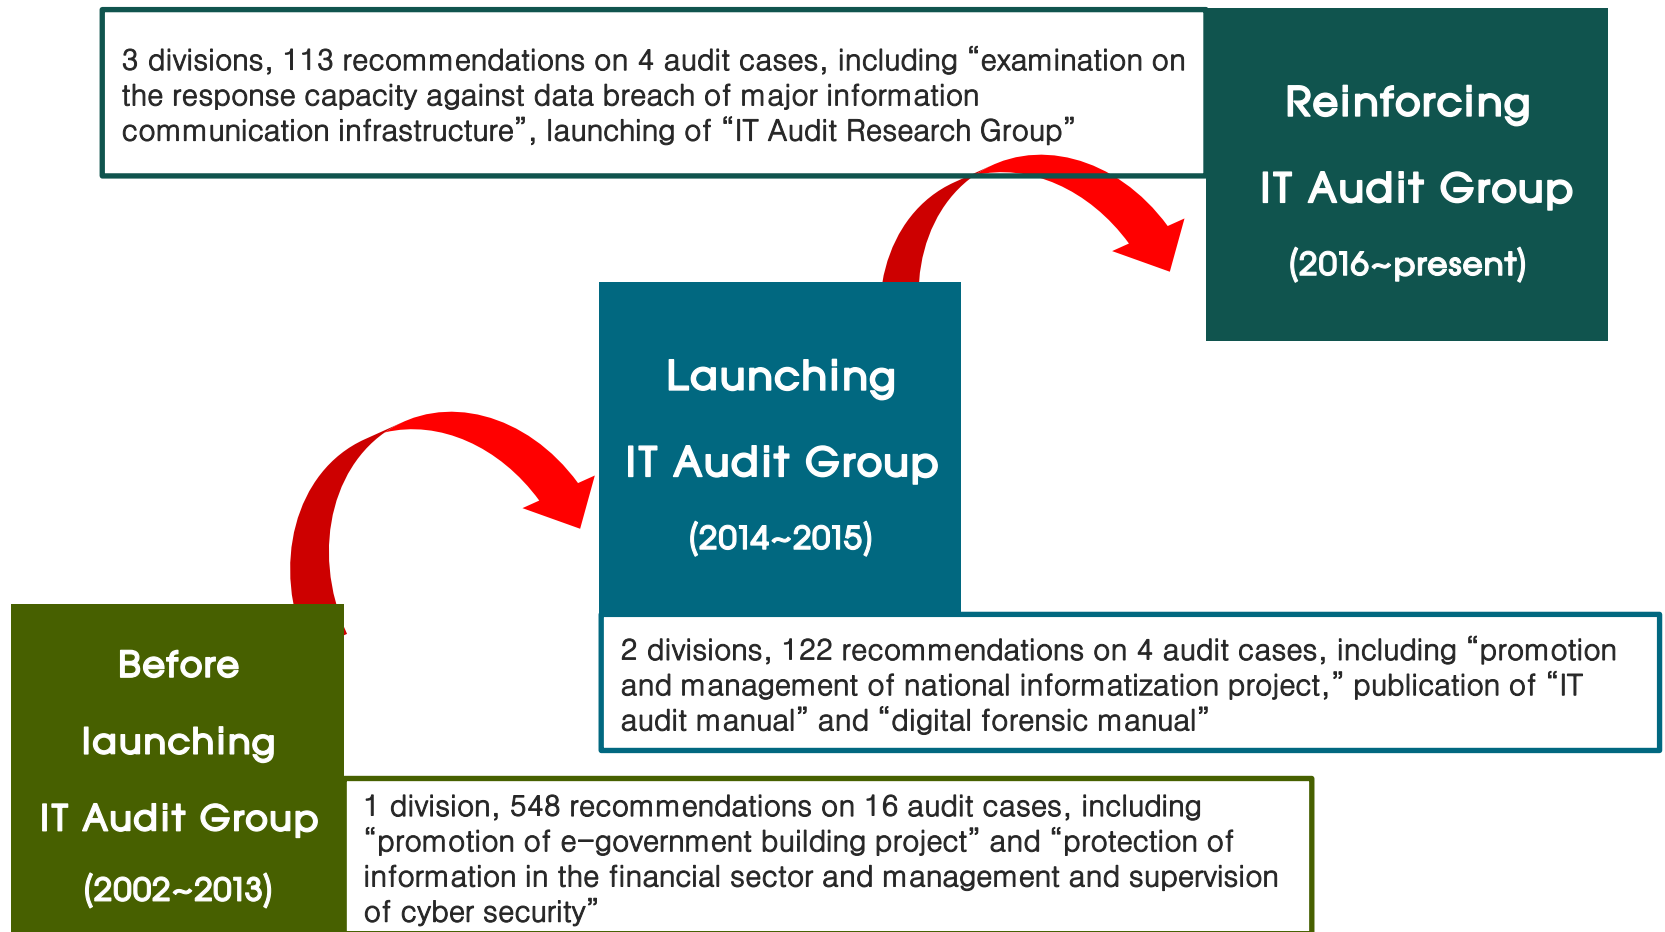 3 divisions, 113 recommendations on 4 audit cases, including “examination on
the response capacity against data breach of major information
communication infrastructure”, launching of “IT Audit Research Group”
Reinforcing
IT Audit Group
(2016~present)
Launching
IT Audit Group
(2014~2015)
2 divisions, 122 recommendations on 4 audit cases, including “promotion
and management of national informatization project,” publication of “IT
audit manual” and “digital forensic manual”
Before
launching
IT Audit Group
(2002~2013)
1 division, 548 recommendations on 16 audit cases, including
“promotion of e-government building project” and “protection of
information in the financial sector and management and supervision
of cyber security”